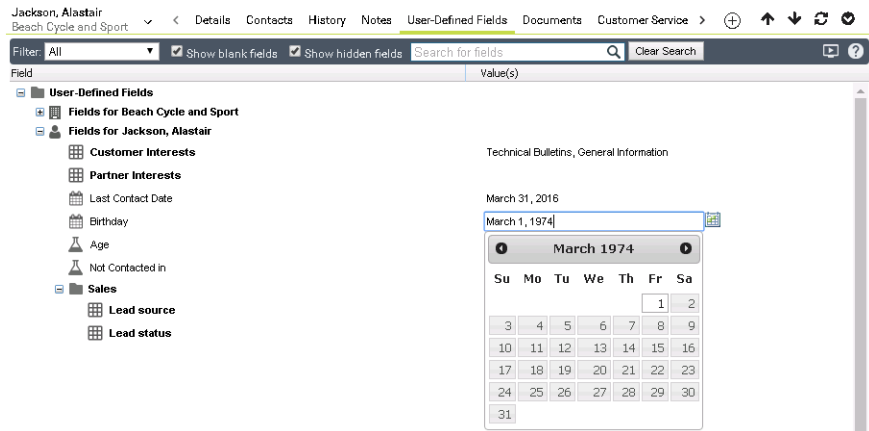 Jackson, Alastair
Beach Cycle and Sport
Details Contacts History Notes User-Defined Fields Documents Customer Service
Filter: All Show blank fields Show hidden fields Search for fields Clear Search
Field Value(s)
User-Defined Fields
Fields for Beach Cycle and Sport
Fields for Jackson, Alastair
Customer Interests Technical Bulletins, General Information
Partner Interests
Last Contact Date March 31, 2016
Birthday March 1, 1974
Age
March 1974
Not Contacted in
Su Mo Tu We Th Fr Sa
Sales
1 2
Lead source
3 4 5 6 7 8 9
Lead status
10 11 12 13 14 15 16
17 18 19 20 21 22 23
24 25 26 27 28 29 30
31